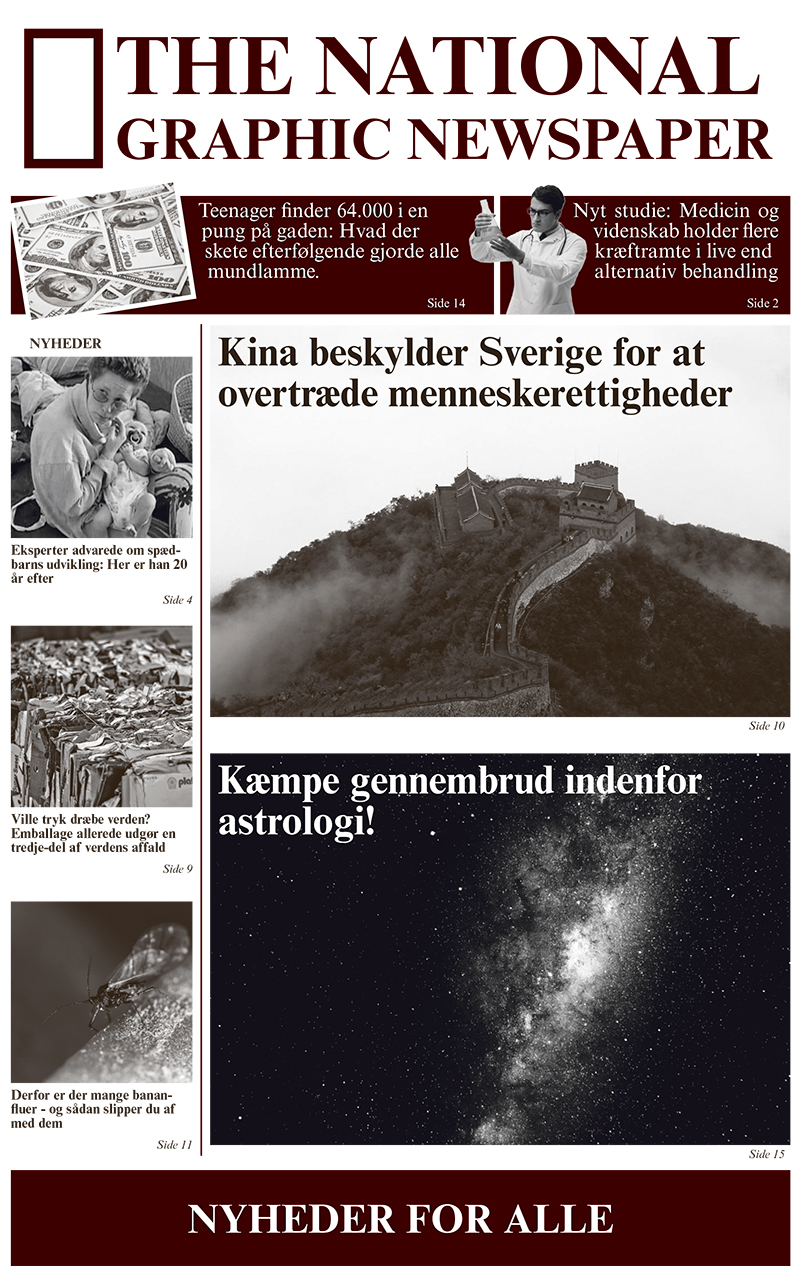 THE NATIONAL
GRAPHIC NEWSPAPER
Teenager finder 64.000 i en
pung på gaden: Hvad der
skete efterfølgende gjorde alle
mundlamme.
Side 14
Nyt studie: Medicin og
videnskab holder flere
kræftramte i live end
alternativ behandling
Side 2
NYHEDER
Eksperter advarede om spæd-
barns udvikling: Her er han 20
år efter
Side 4
Ville tryk dræbe verden?
Emballage allerede udgør en
tredje-del af verdens affald
Side 9
Derfor er der mange banan-
fluer - og sådan slipper du af
med dem
Side 11
Kina beskylder Sverige for at
overtræde menneskerettigheder
Side 10
Kæmpe gennembrud indenfor
astrologi!
Side 15
NYHEDER FOR ALLE